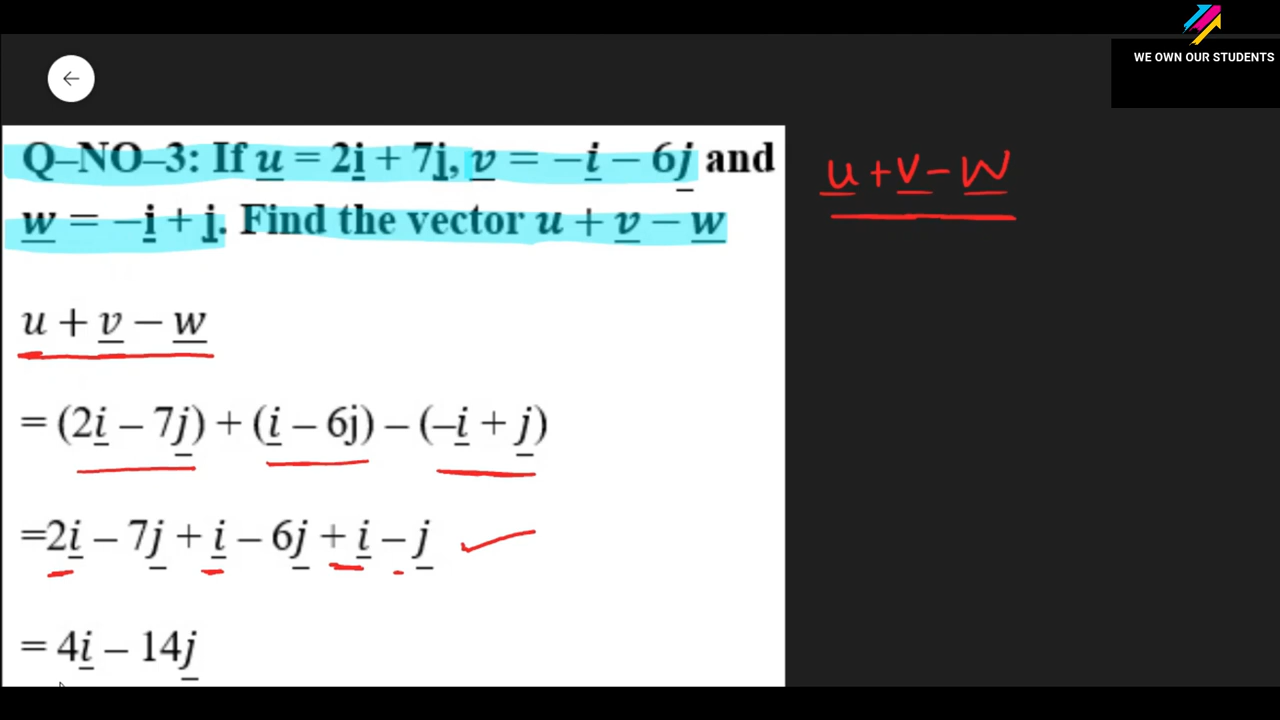 WE OWN OUR STUDENTS
Q–NO–3: If u = 2i + 7j, v = −i − 6j and
w = −i + j. Find the vector u + v − w
u + v − w
u + v − w
= (2i – 7j) + (i – 6j) – (–i + j)
=2i – 7j + i – 6j + i – j
= 4i – 14j